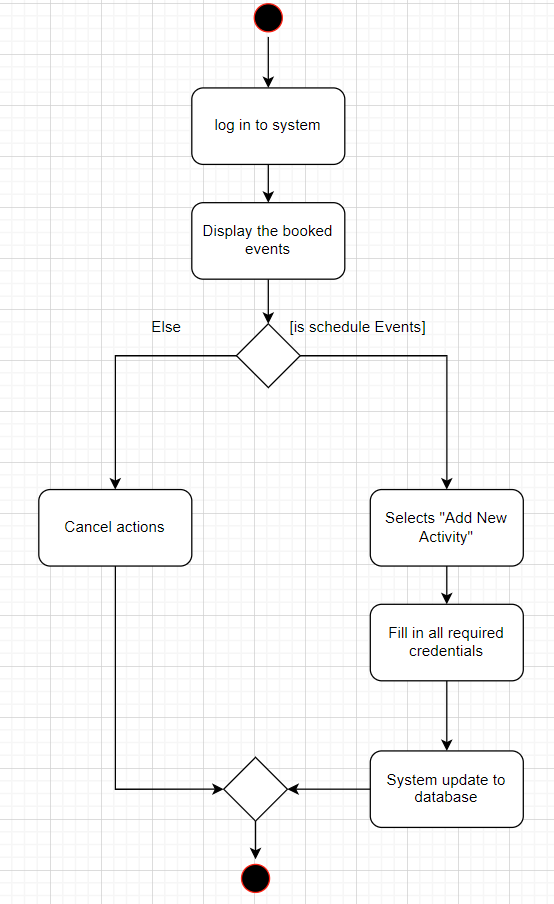 log in to system
Display the booked
events
Else
[is schedule Events]
Cancel actions
Selects "Add New
Activity"
Fill in all required
credentials
System update to
database